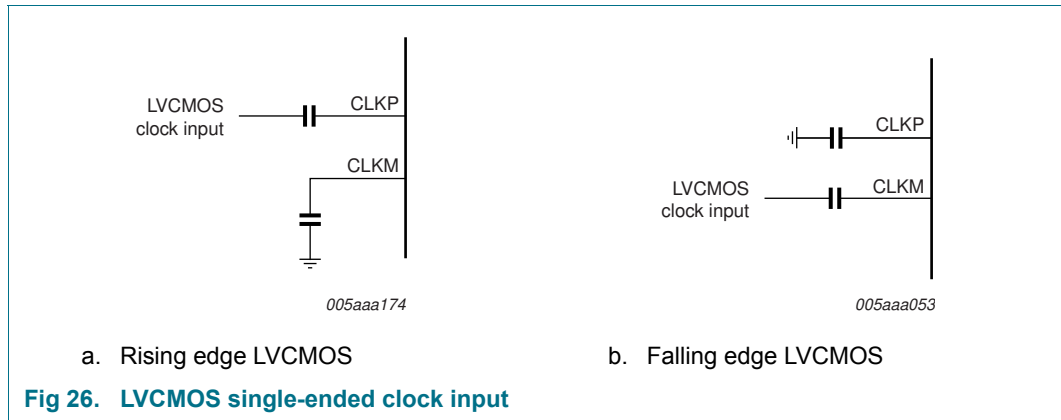 LVCMOS
clock input
CLKP
CLKM
005aaa174
a. Rising edge LVCMOS
CLKP
LVCMOS
clock input
CLKM
005aaa053
b. Falling edge LVCMOS
Fig 26. LVCMOS single-ended clock input